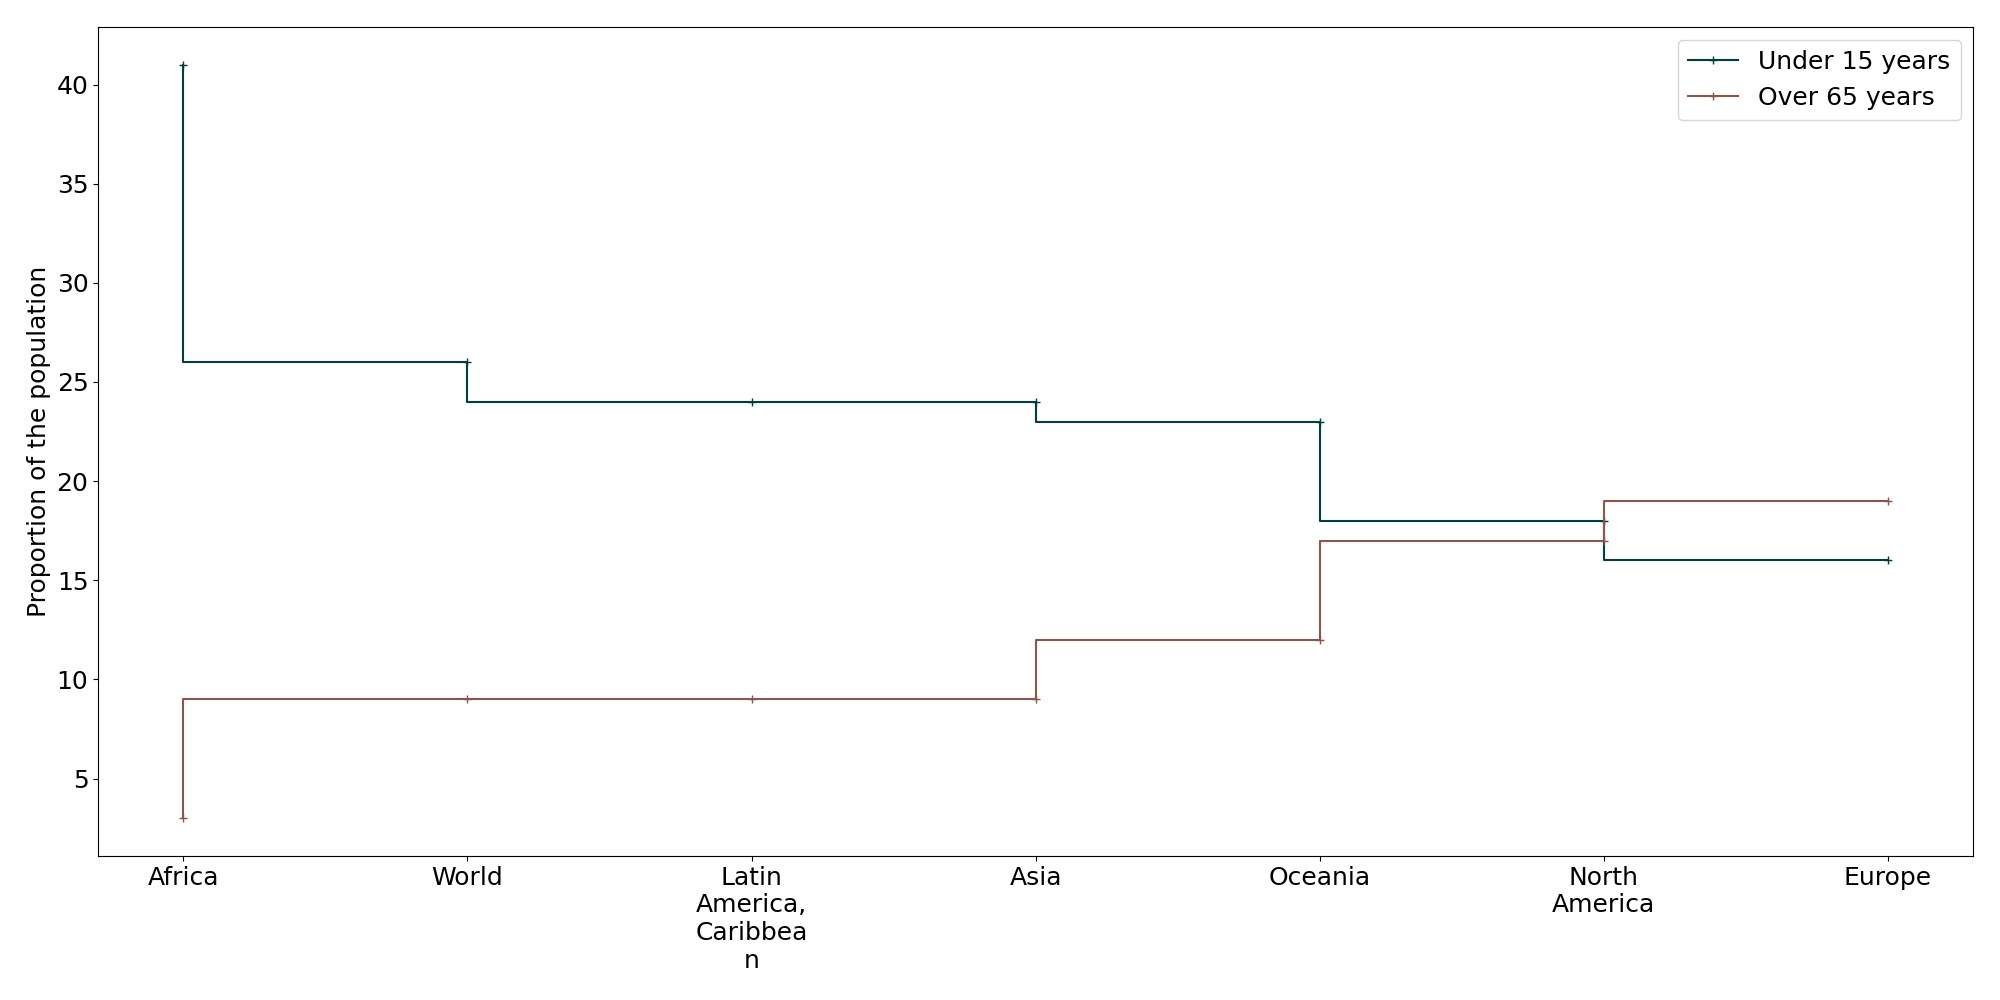 Under 15 years
Over 65 years
Proportion of the population
40
35
30
25
20
15
10
5
Africa
World
Latin
America,
Caribbea
n
Asia
Oceania
North
America
Europe